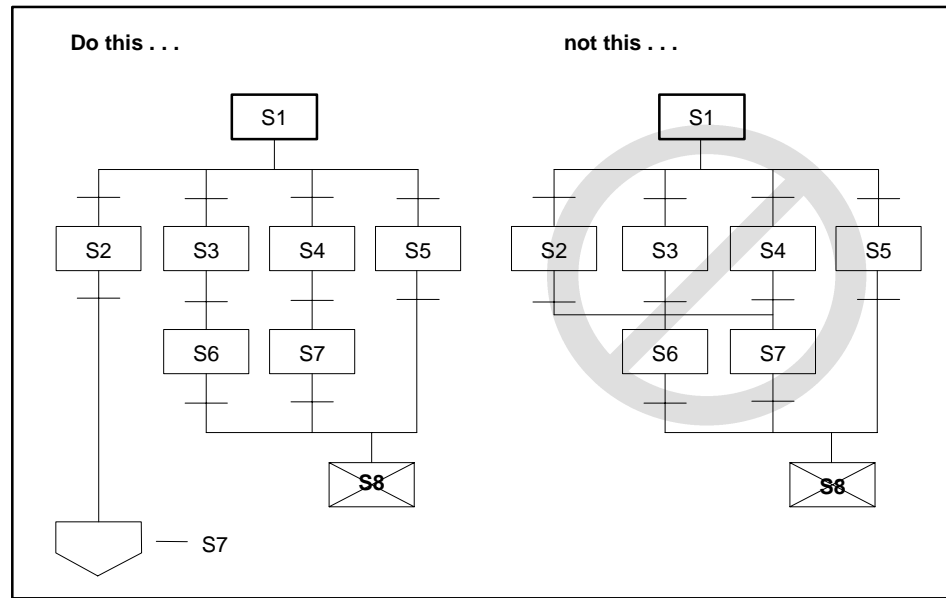 Do this . . .
not this . . .
S1
S1
S2
S3
S4
S5
S2
S3
S4
S5
S6
S7
S6
S7
S8
S8
S7